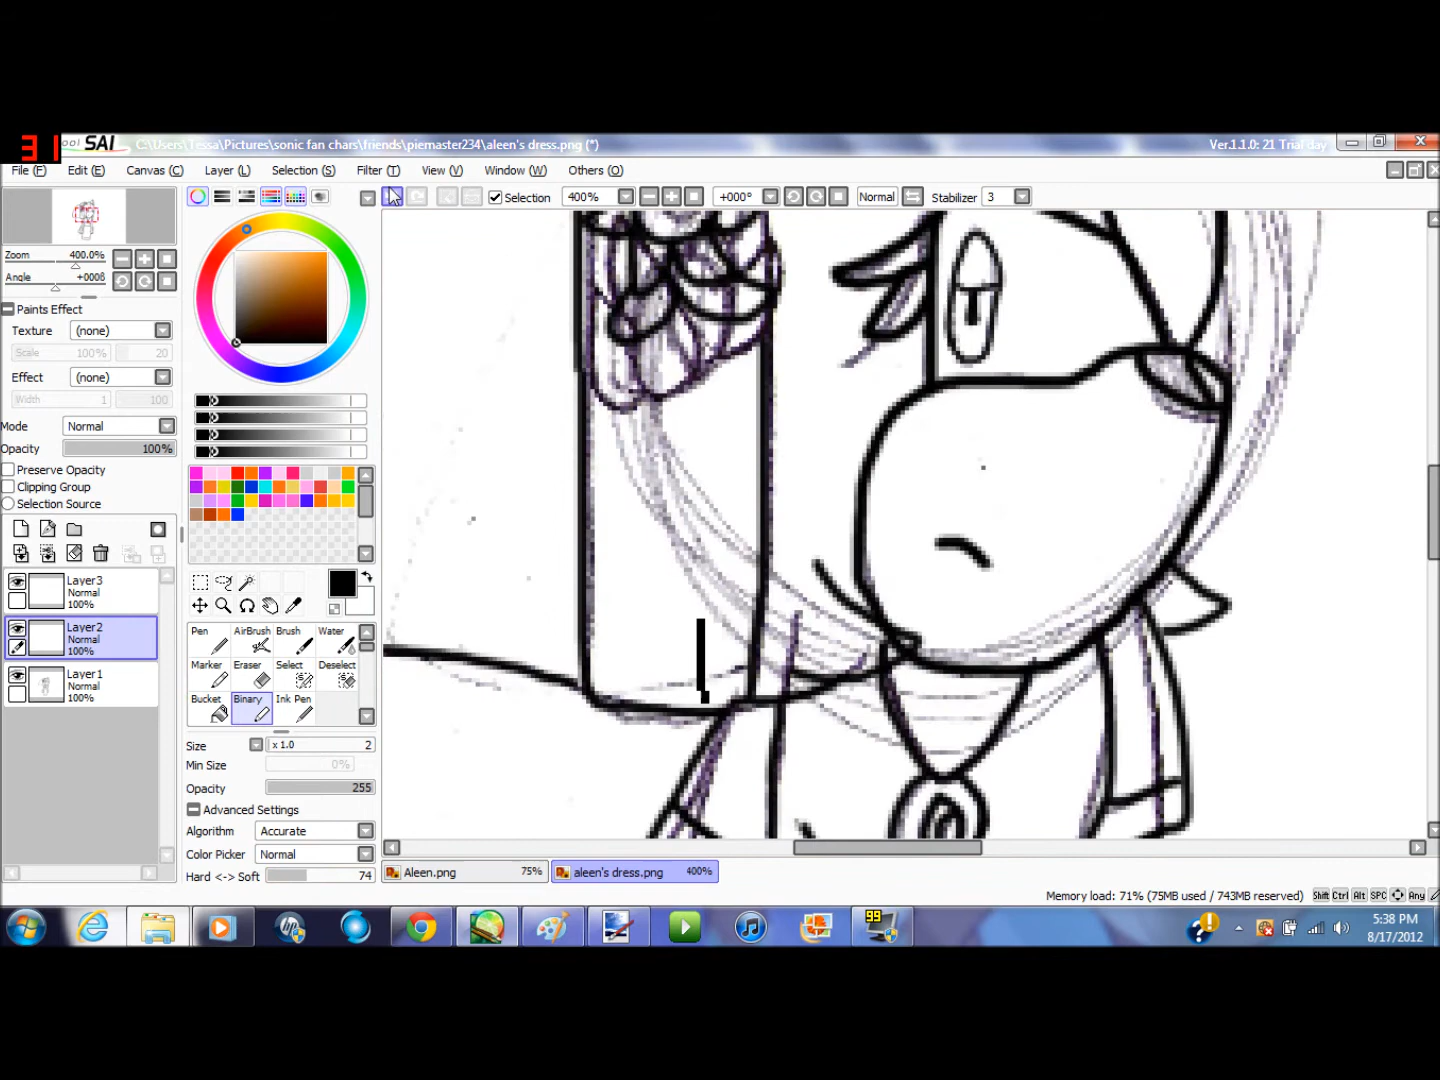 31
ool SAI C:\Users\Tessa\Pictures\sonic fan chars\friends\piemaster234\aleen's dress.png (*) Ver.1.1.0: 21 Trial day
File (F) Edit (E) Canvas (C) Layer (L) Selection (S) Filter (T) View (V) Window (W) Others (O)
Selection 400% +000° Normal Stabilizer 3
Zoom 400.0%
Angle +0008
Paints Effect
Texture (none)
Scale 100% 20
Effect (none)
Width 1 100
Mode Normal
Opacity 100%
Preserve Opacity
Clipping Group
Selection Source
Layer3
Normal
100%
Layer2
Normal
100%
Layer1
Normal
100%
Pen AirBrush Brush Water
Marker Eraser Select Deselect
Bucket Binary Ink Pen
Size x 1.0 2
Min Size 0%
Opacity 255
Advanced Settings
Algorithm Accurate
Color Picker Normal
Hard <-> Soft 74
Aleen.png 75% aleen's dress.png 400%
Memory load: 71% (75MB used / 743MB reserved) Shift Ctrl Alt SPC Any
hp 99 5:38 PM
8/17/2012